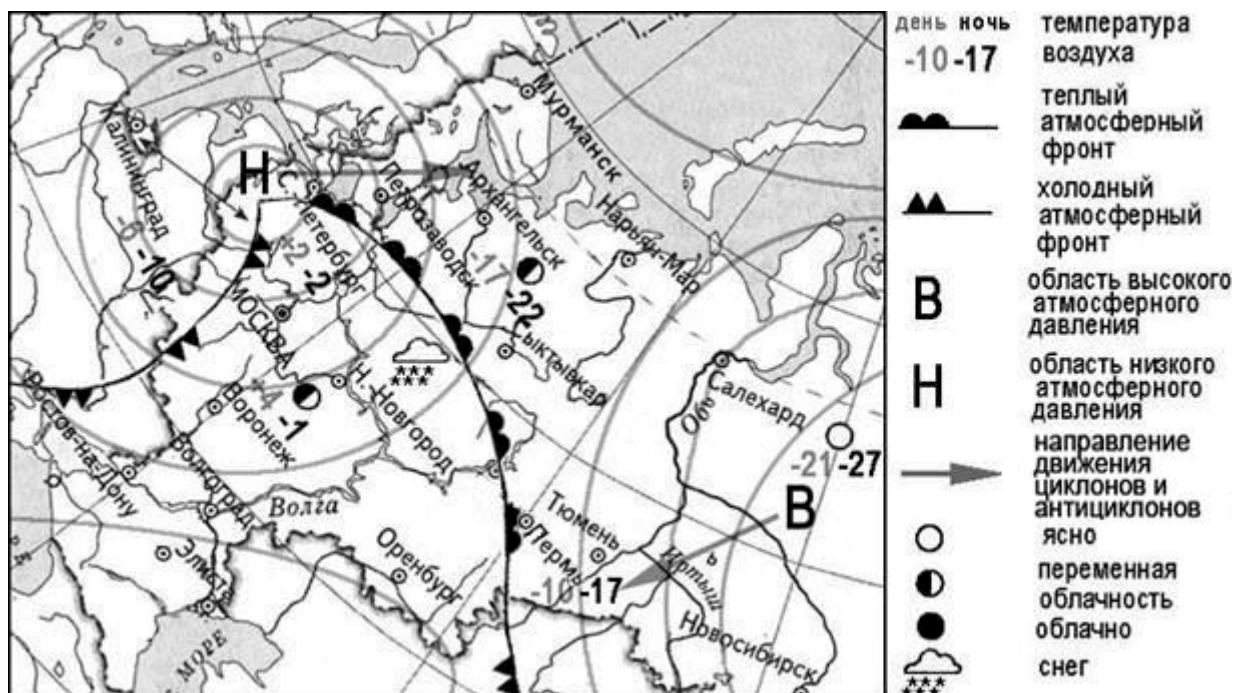 Калининград
-6 -10
Н
С. Петербург
*2 -2
Петрозаводск
Архангельск
-17 -22
Мурманск
Нарьян-Мар
МОСКВА
Сыктывкар
Н. Новгород
+4 -1
Воронеж
Ростов-на-Дону
Волгоград
Волга
Элиста
МОРЕ
Оренбург
Пермь
Тюмень
-10 -17
Салехард
Обь
Иртыш
Новосибирск
-21 -27
В
день ночь
-10 -17
температура
воздуха
теплый
атмосферный
фронт
холодный
атмосферный
фронт
В
область высокого
атмосферного
давления
Н
область низкого
атмосферного
давления
направление
движения
циклонов и
антициклонов
ясно
переменная
облачность
облачно
снег